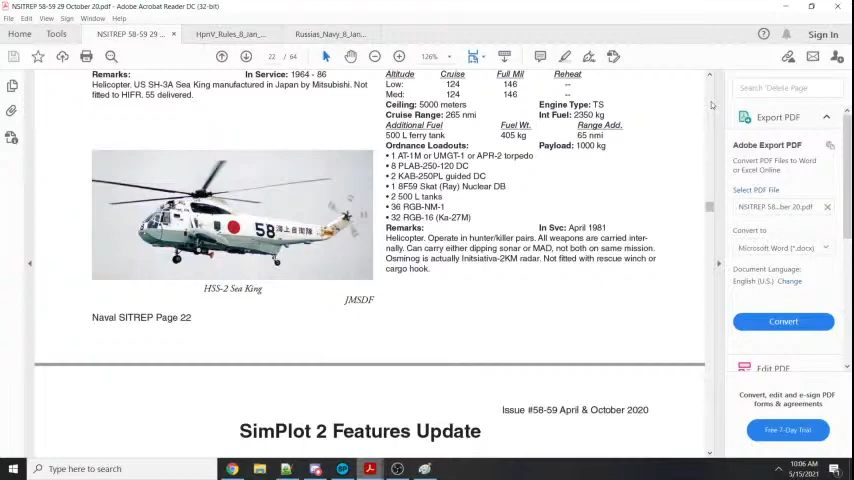 NSITREP 58-59 29 October 20.pdf - Adobe Acrobat Reader DC (32-bit)
File Edit View Sign Window Help
Home Tools NSITREP 58-59 29 ... × HpnV_Rules_8_Jan_... Russias_Navy_8_Jan... Sign In
22 / 64 126%
Remarks: In Service: 1964 - 86
Helicopter. US SH-3A Sea King manufactured in Japan by Mitsubishi. Not
fitted to HIFR. 55 delivered.
58
海上自衛隊
HSS-2 Sea King
JMSDF
Naval SITREP Page 22
Altitude Cruise Full Mil Reheat
Low: 124 146 --
Med: 124 146 --
Ceiling: 5000 meters Engine Type: TS
Cruise Range: 265 nmi Int Fuel: 2350 kg
Additional Fuel Fuel Wt. Range Add.
500 L ferry tank 405 kg 65 nmi
Ordnance Loadouts: Payload: 1000 kg
• 1 AT-1M or UMGT-1 or APR-2 torpedo
• 8 PLAB-250-120 DC
• 2 KAB-250PL guided DC
• 1 8F59 Skat (Ray) Nuclear DB
• 2 500 L tanks
• 36 RGB-NM-1
• 32 RGB-16 (Ka-27M)
Remarks: In Svc: April 1981
Helicopter. Operate in hunter/killer pairs. All weapons are carried inter-
nally. Can carry either dipping sonar or MAD, not both on same mission.
Osminog is actually Initsiativa-2KM radar. Not fitted with rescue winch or
cargo hook.
Issue #58-59 April & October 2020
SimPlot 2 Features Update
Search 'Delete Page
Export PDF
Adobe Export PDF
Convert PDF Files to Word
or Excel Online
Select PDF File
NSITREP 58...ber 20.pdf ×
Convert to
Microsoft Word (*.docx)
Document Language:
English (U.S.) Change
Convert
Edit PDF
Convert, edit and e-sign PDF
forms & agreements
Free 7-Day Trial
Type here to search
10:06 AM
5/15/2021